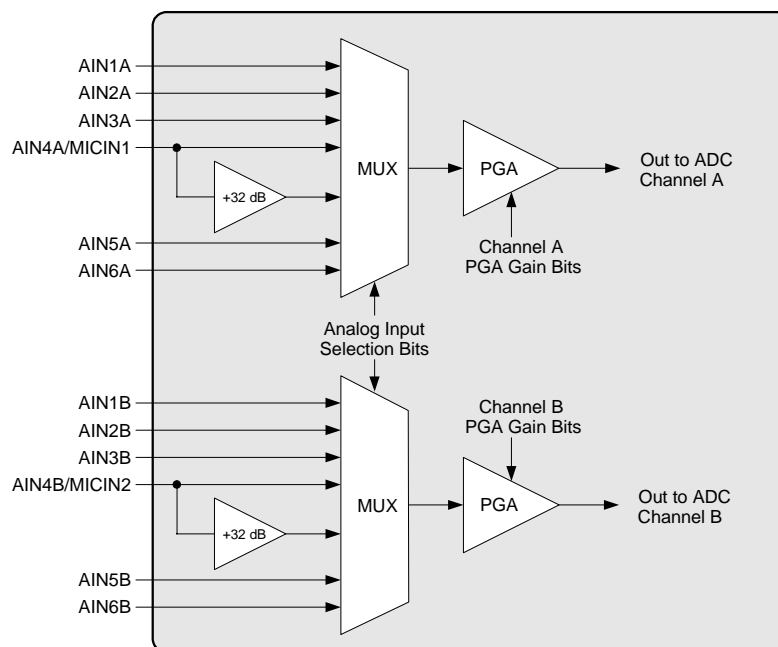 AIN1A
AIN2A
AIN3A
AIN4A/MICIN1
+32 dB
AIN5A
AIN6A
MUX
PGA
Out to ADC
Channel A
Channel A
PGA Gain Bits
Analog Input
Selection Bits
AIN1B
AIN2B
AIN3B
AIN4B/MICIN2
+32 dB
AIN5B
AIN6B
MUX
Channel B
PGA Gain Bits
PGA
Out to ADC
Channel B